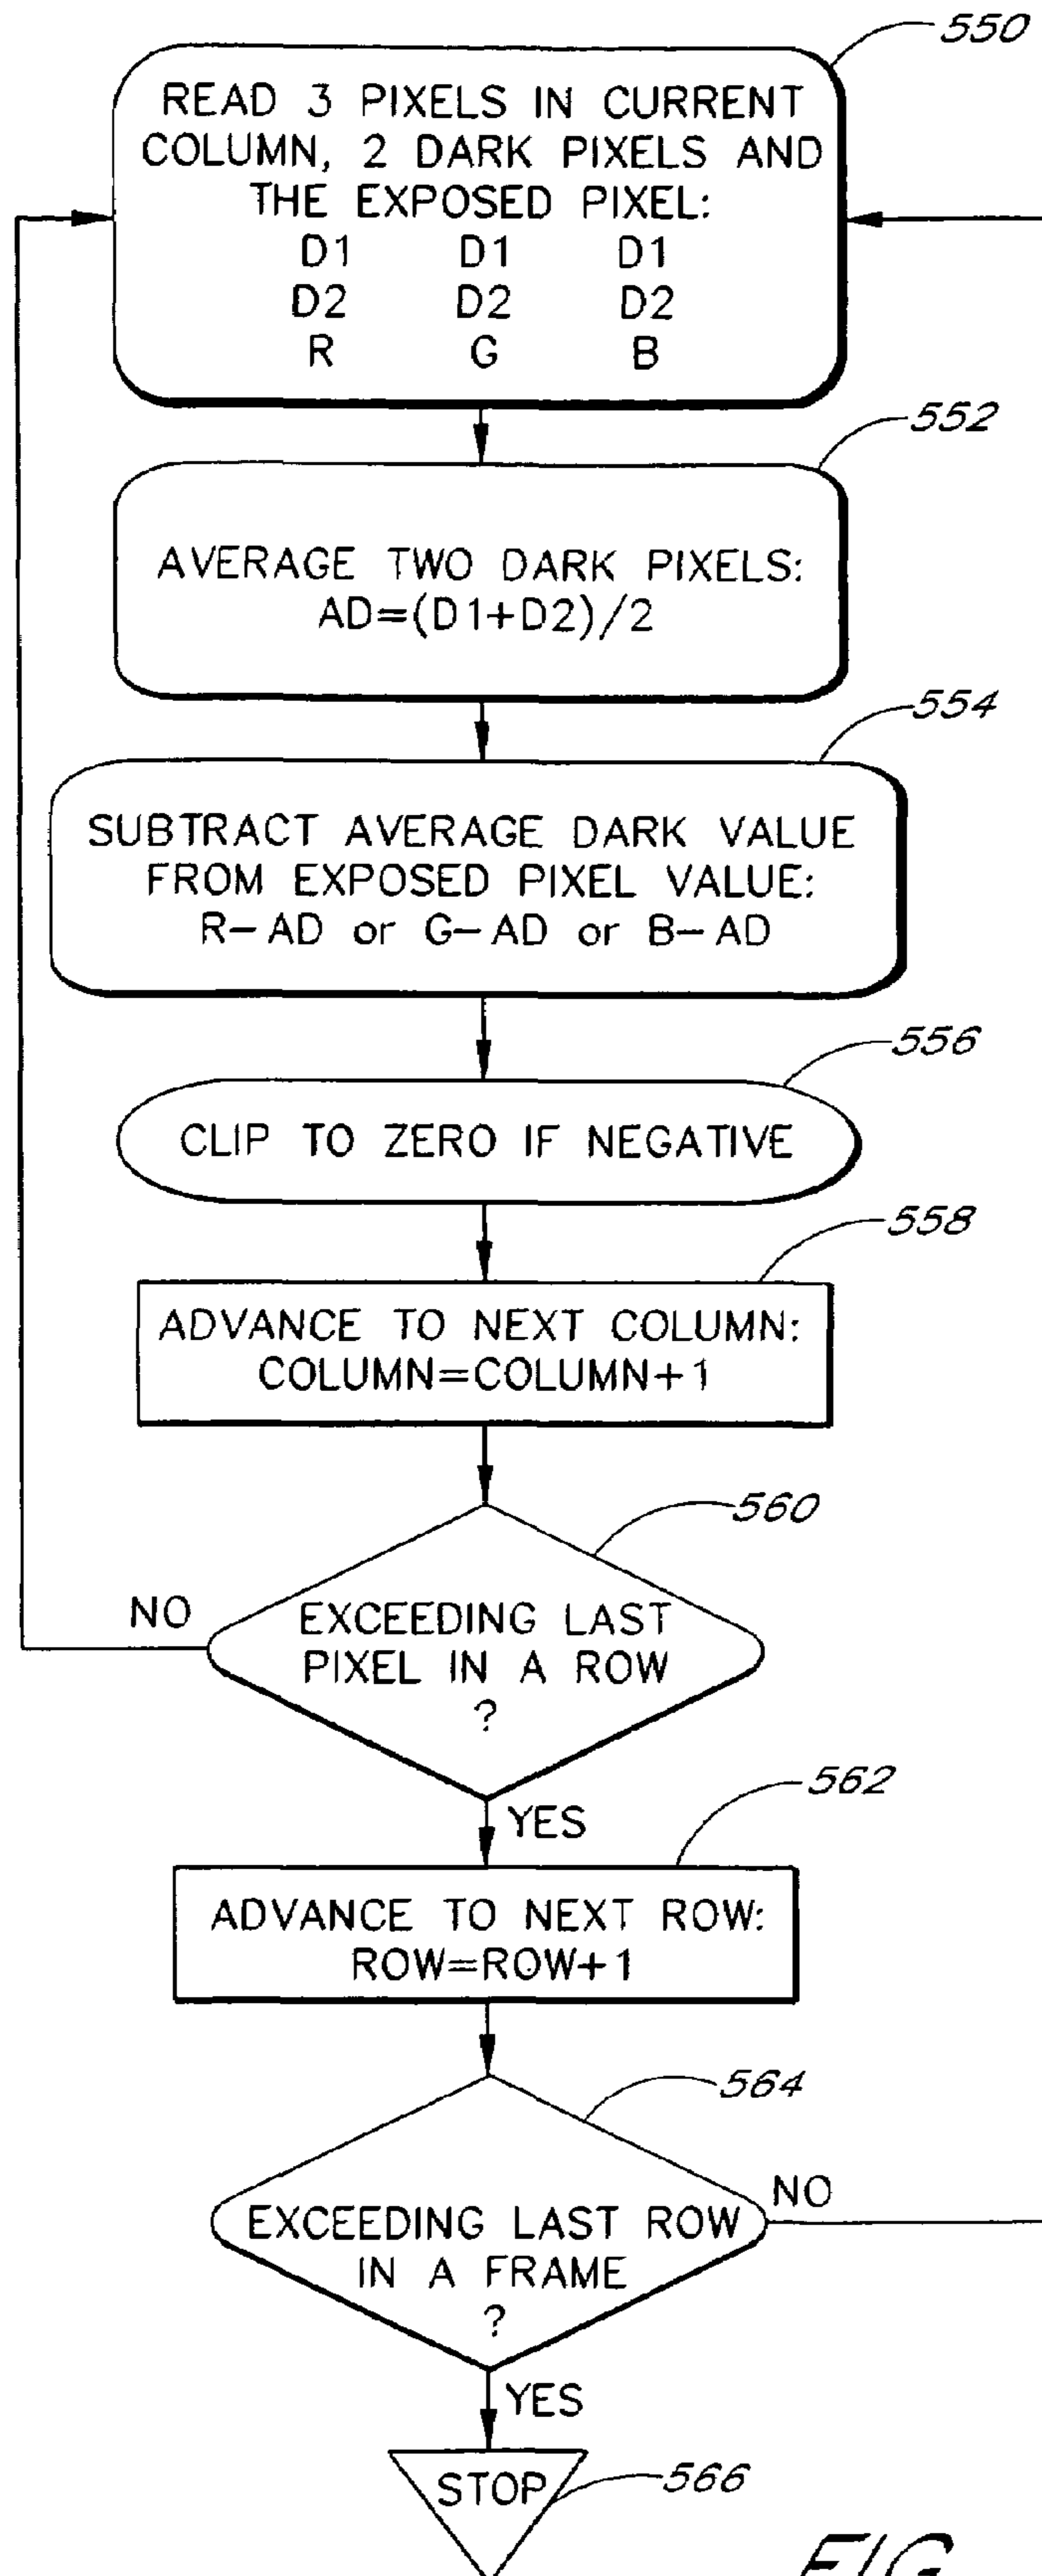 550
READ 3 PIXELS IN CURRENT
COLUMN, 2 DARK PIXELS AND
THE EXPOSED PIXEL:
D1 D1 D1
D2 D2 D2
R G B
552
AVERAGE TWO DARK PIXELS:
AD=(D1+D2)/2
554
SUBTRACT AVERAGE DARK VALUE
FROM EXPOSED PIXEL VALUE:
R-AD or G-AD or B-AD
556
CLIP TO ZERO IF NEGATIVE
558
ADVANCE TO NEXT COLUMN:
COLUMN=COLUMN+1
560
NO
EXCEEDING LAST
PIXEL IN A ROW
?
YES
562
ADVANCE TO NEXT ROW:
ROW=ROW+1
564
NO
EXCEEDING LAST ROW
IN A FRAME
?
YES
STOP
566
FIG